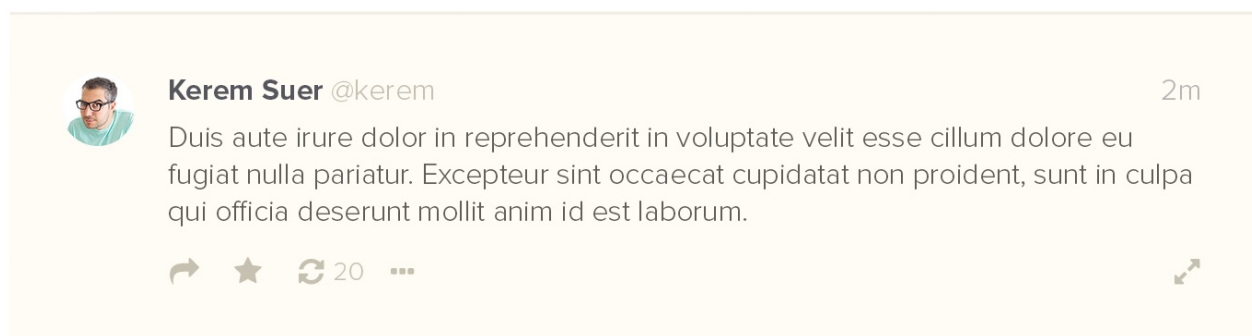 Kerem Suer @kerem 2m
Duis aute irure dolor in reprehenderit in voluptate velit esse cillum dolore eu
fugiat nulla pariatur. Excepteur sint occaecat cupidatat non proident, sunt in culpa
qui officia deserunt mollit anim id est laborum.
20